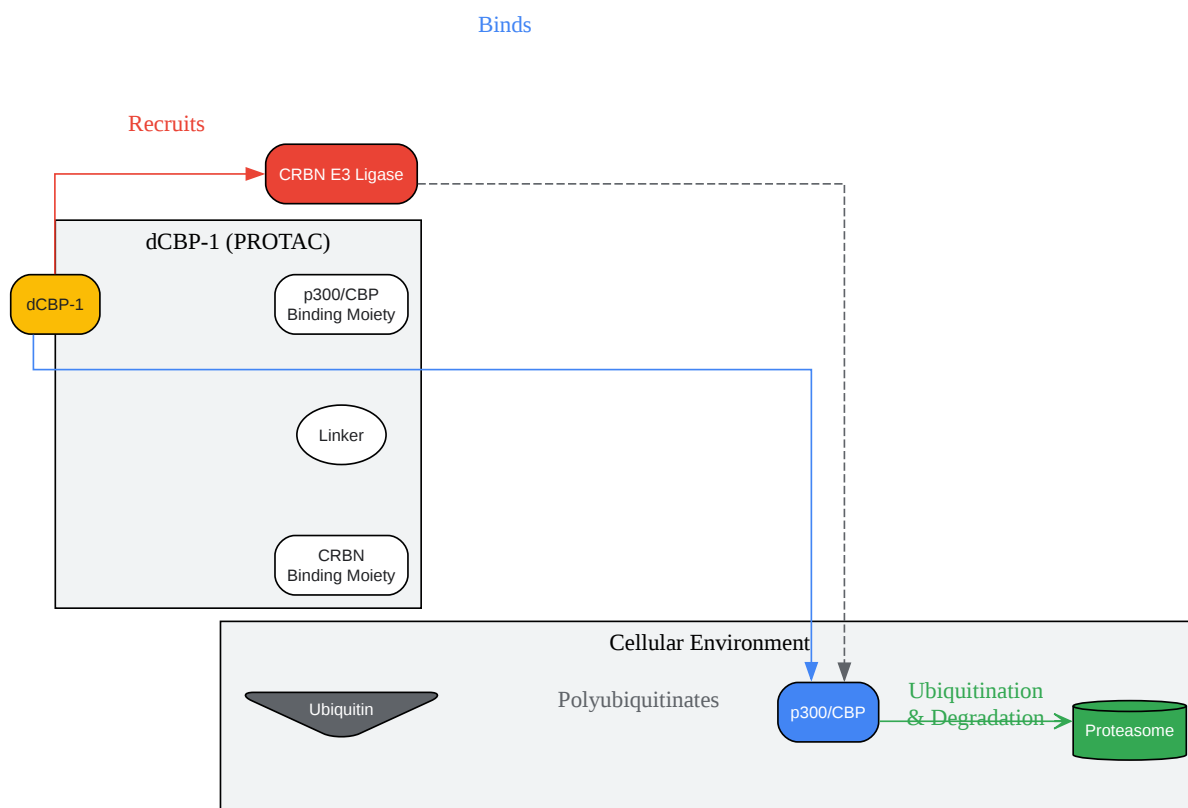 Binds
Recruits
CRBN E3 Ligase
dCBP-1 (PROTAC)
dCBP-1
p300/CBP
Binding Moiety
Linker
CRBN
Binding Moiety
Cellular Environment
Ubiquitin
Polyubiquitinates
p300/CBP
Ubiquitination
& Degradation
Proteasome